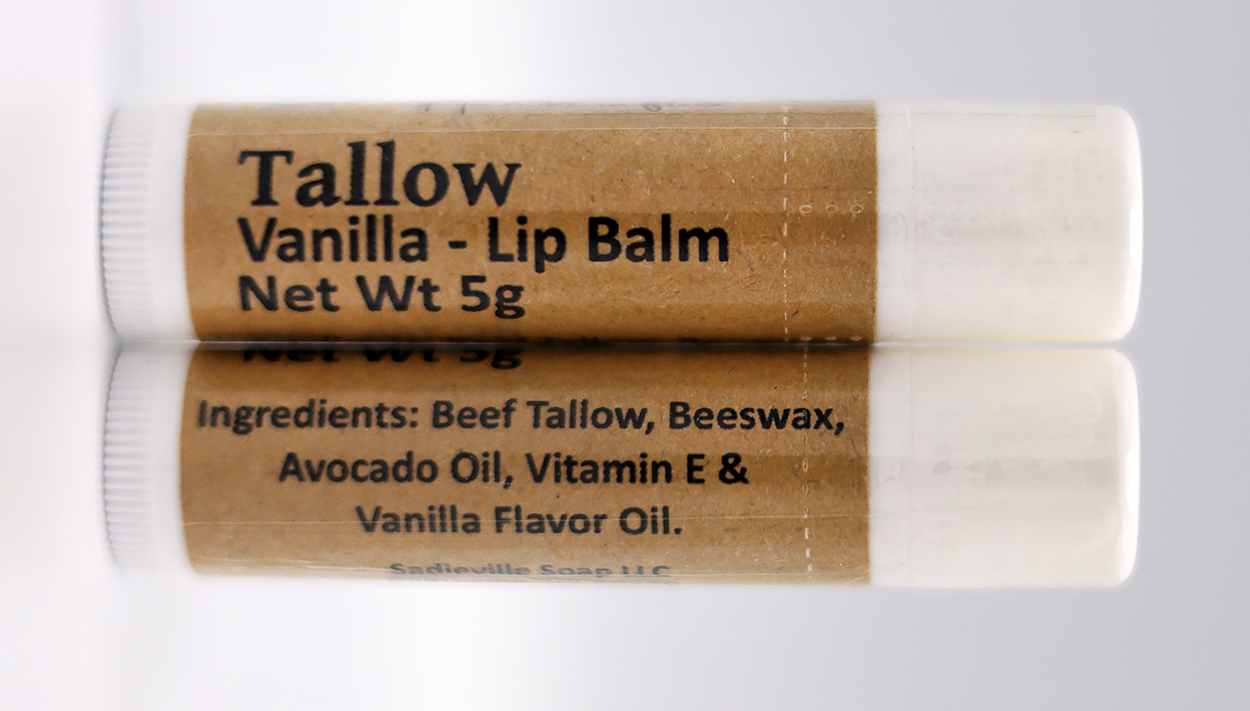 Tallow
Vanilla - Lip Balm
Net Wt 5g
Net Wt 5g
Ingredients: Beef Tallow, Beeswax,
Avocado Oil, Vitamin E &
Vanilla Flavor Oil.
Sadieville Soap LLC